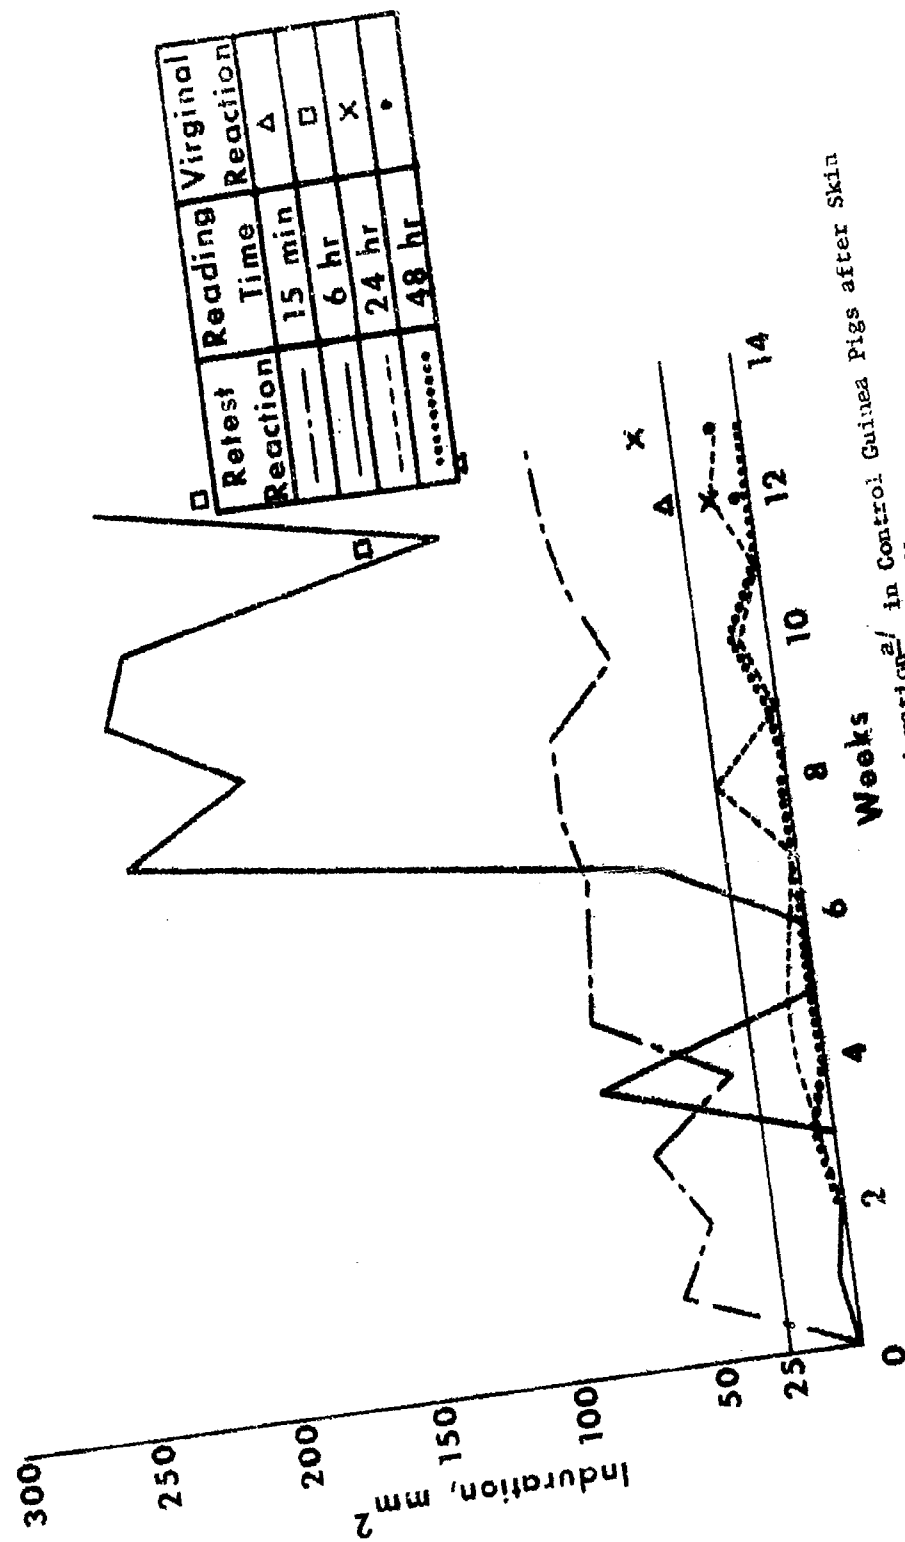 Retest Reaction | Reading Time | Virginal Reaction
15 min | Δ
6 hr | □
24 hr | X
48 hr | •
300
250
200
150
100
50
25
Induration, mm2
0 2 4 6 8 10 12 14
Weeks
a/ in Control Guinea Pigs after Skin